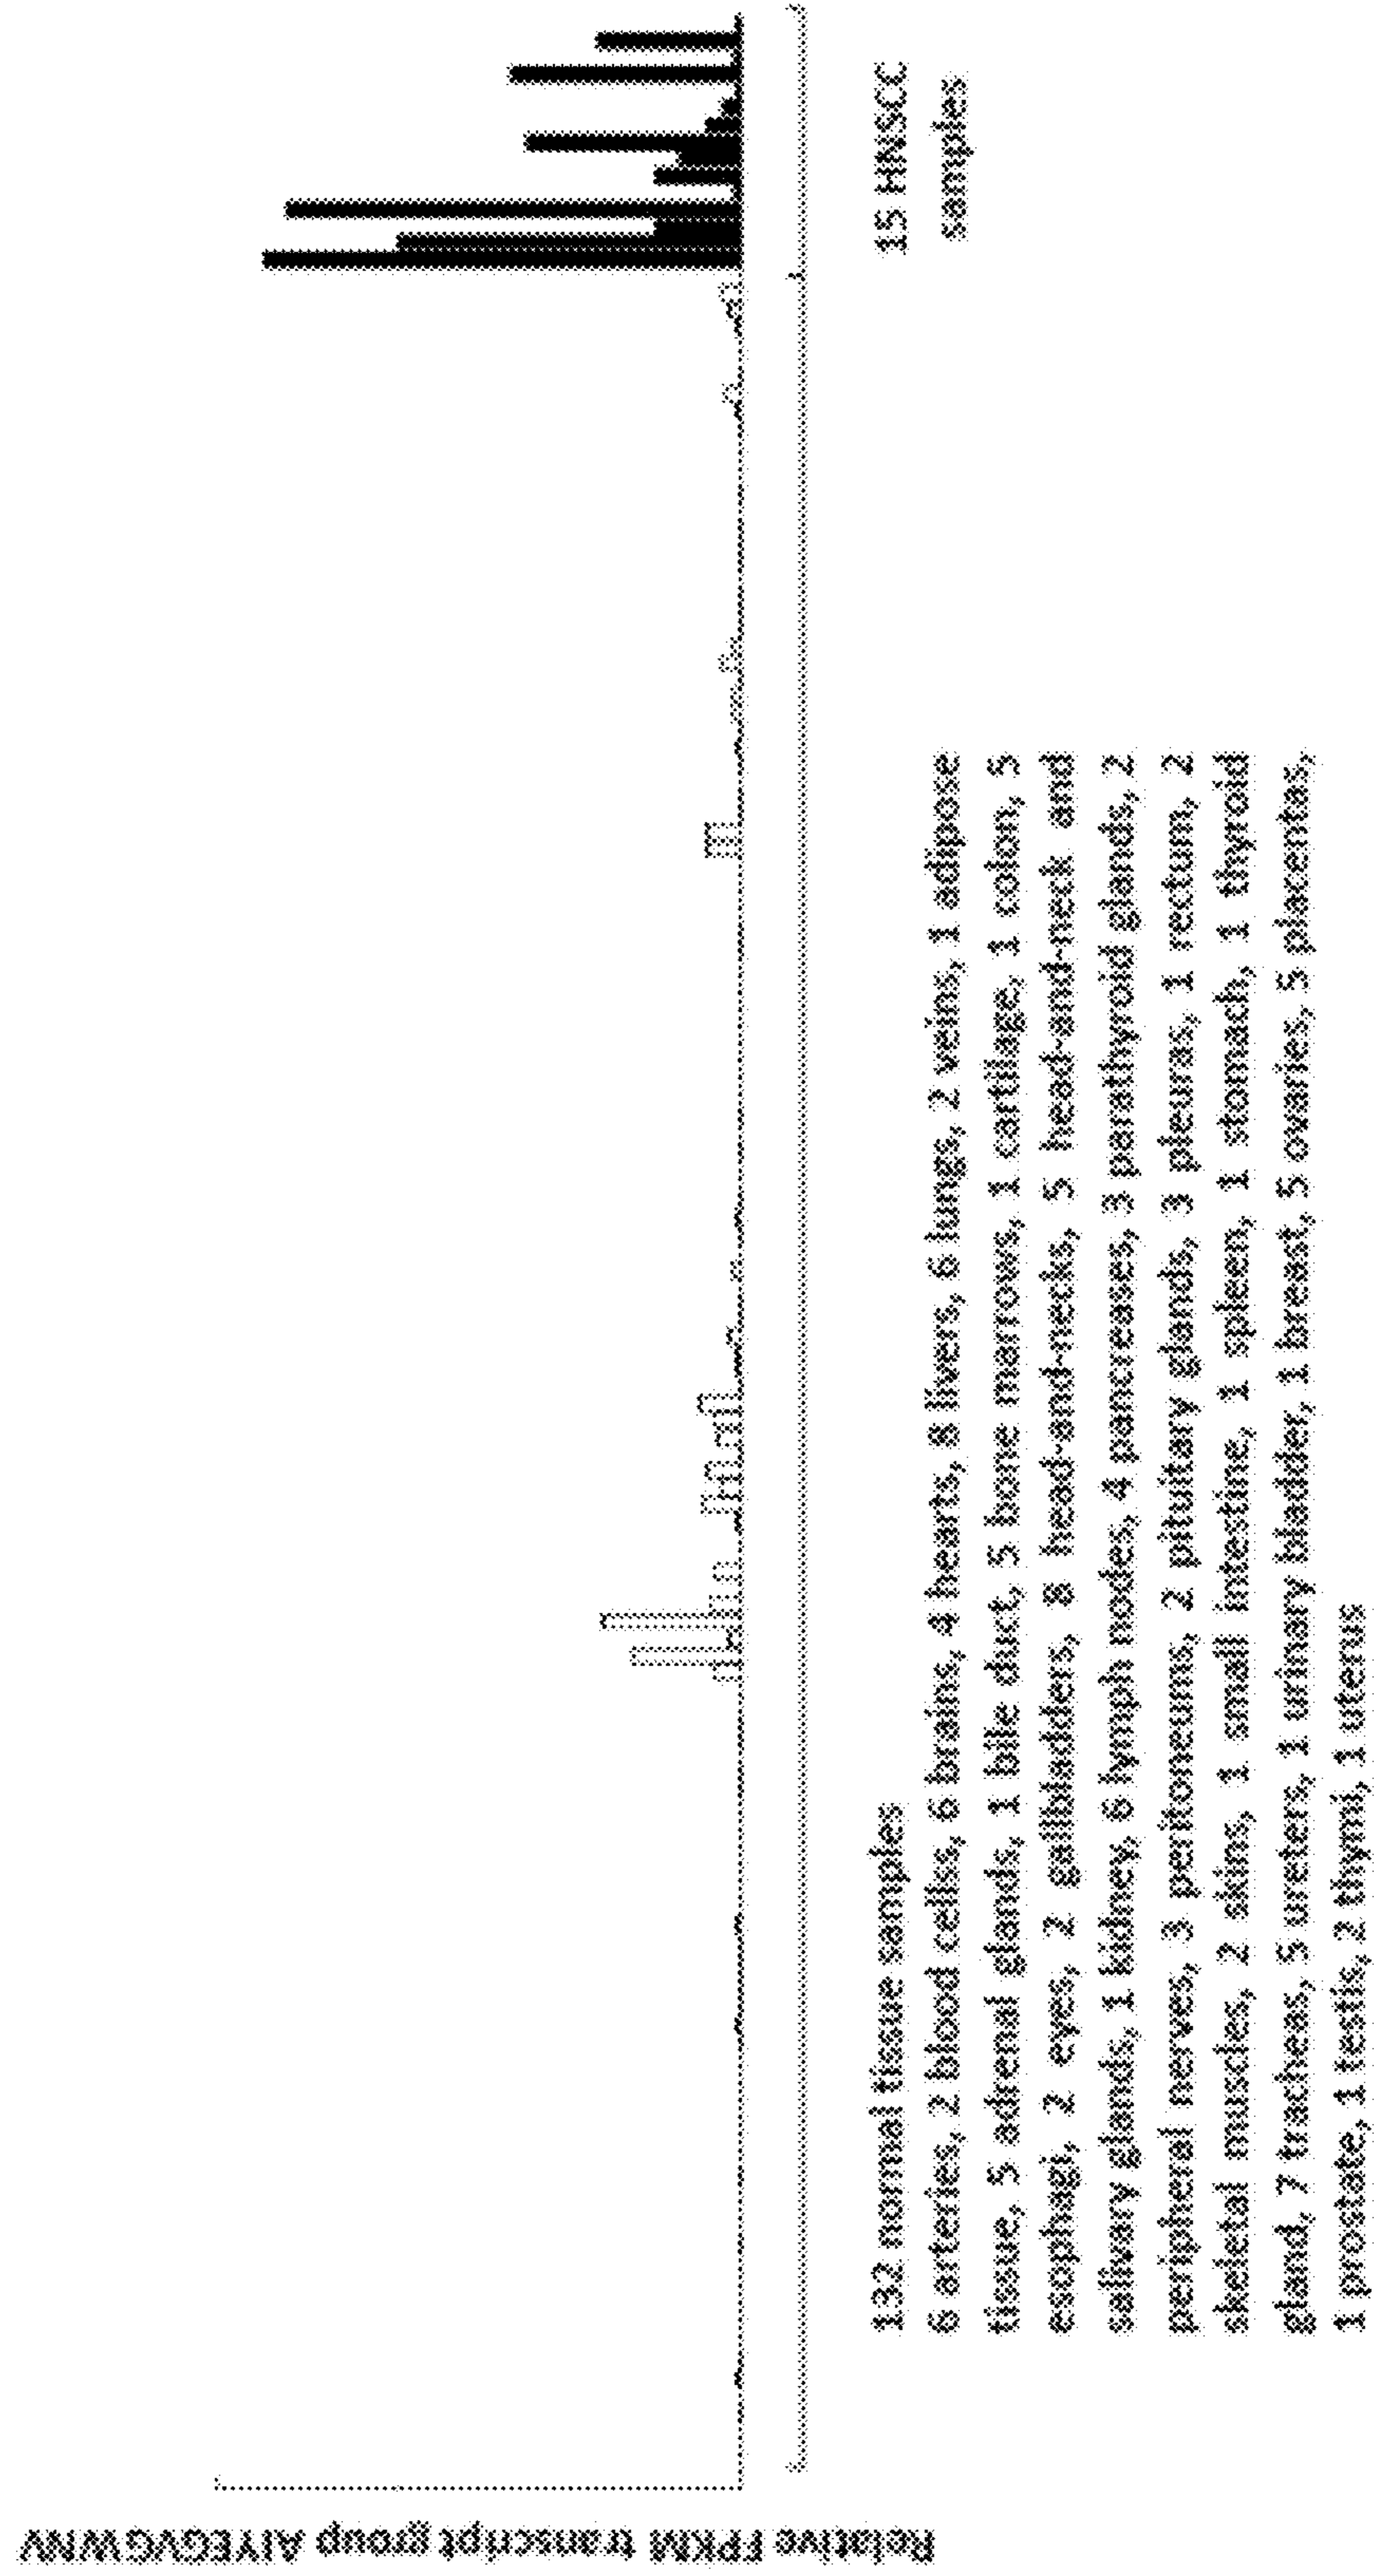 Relative FPKM transcript group AIYEGVGWNV
132 normal tissue samples
6 arteries, 2 blood cells, 6 brains, 4 hearts, 8 livers, 6 lungs, 2 veins, 1 adipose
tissue, 5 adrenal glands, 1 bile duct, 5 bone marrows, 1 cartilage, 1 colon, 5
esophagi, 2 eyes, 2 gallbladders, 8 head-and-necks, 5 head-and-neck and
salivary glands, 1 kidney, 6 lymph nodes, 4 pancreases, 3 parathyroid glands, 2
peripheral nerves, 3 peritoneums, 2 pituitary glands, 3 pleuras, 1 rectum, 2
skeletal muscles, 2 skins, 1 small intestine, 1 spleen, 1 stomach, 1 thyroid
gland, 7 tracheas, 5 ureters, 1 urinary bladder, 1 breast, 5 ovaries, 5 placentas,
1 prostate, 1 testis, 2 thymi, 1 uterus
15 HNSCC
samples